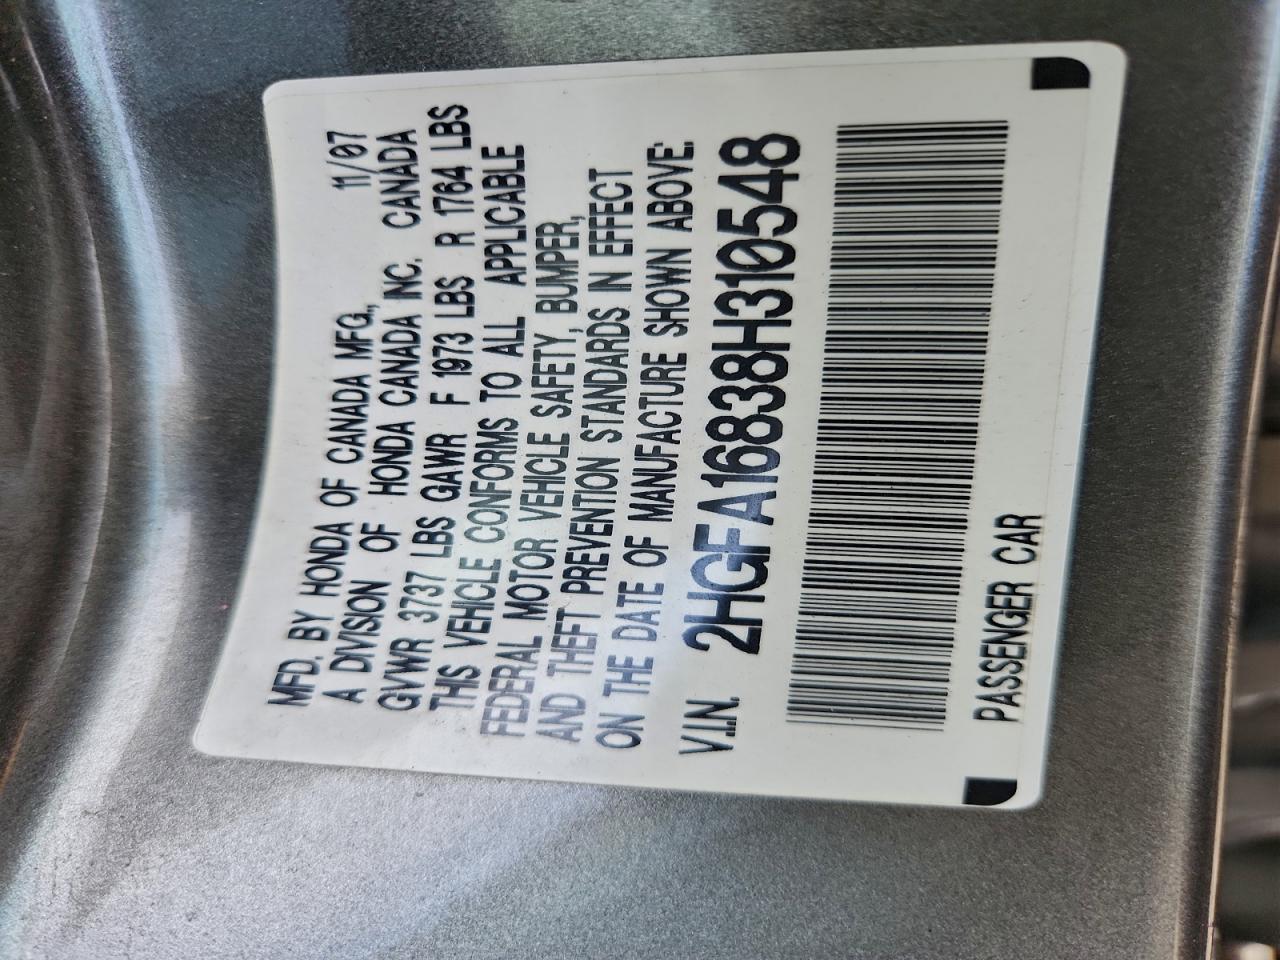 MFD. BY HONDA OF CANADA MFG., 11/07
A DIVISION OF HONDA CANADA INC. CANADA
GVWR 3737 LBS GAWR F 1973 LBS R 1764 LBS
THIS VEHICLE CONFORMS TO ALL APPLICABLE
FEDERAL MOTOR VEHICLE SAFETY, BUMPER,
AND THEFT PREVENTION STANDARDS IN EFFECT
ON THE DATE OF MANUFACTURE SHOWN ABOVE:
V.I.N. 2HGFA16838H310548
PASSENGER CAR